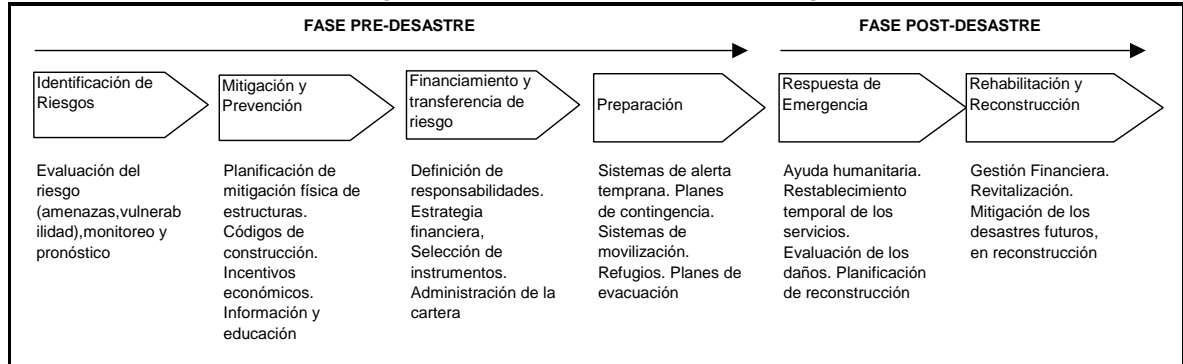 FASE PRE-DESASTRE
FASE POST-DESASTRE
Identificación de
Riesgos
Mitigación y
Prevención
Financiamiento y
transferencia de
riesgo
Preparación
Respuesta de
Emergencia
Rehabilitación y
Reconstrucción
Evaluación del
riesgo
(amenazas,vulnerab
ilidad),monitoreo y
pronóstico
Planificación de
mitigación física de
estructuras.
Códigos de
construcción.
Incentivos
económicos.
Información y
educación
Definición de
responsabilidades.
Estrategia
financiera,
Selección de
instrumentos.
Administración de la
cartera
Sistemas de alerta
temprana. Planes
de contingencia.
Sistemas de
movilización.
Refugios. Planes de
evacuación
Ayuda humanitaria.
Restablecimiento
temporal de los
servicios.
Evaluación de los
daños. Planificación
de reconstrucción
Gestión Financiera.
Revitalización.
Mitigación de los
desastres futuros,
en reconstrucción